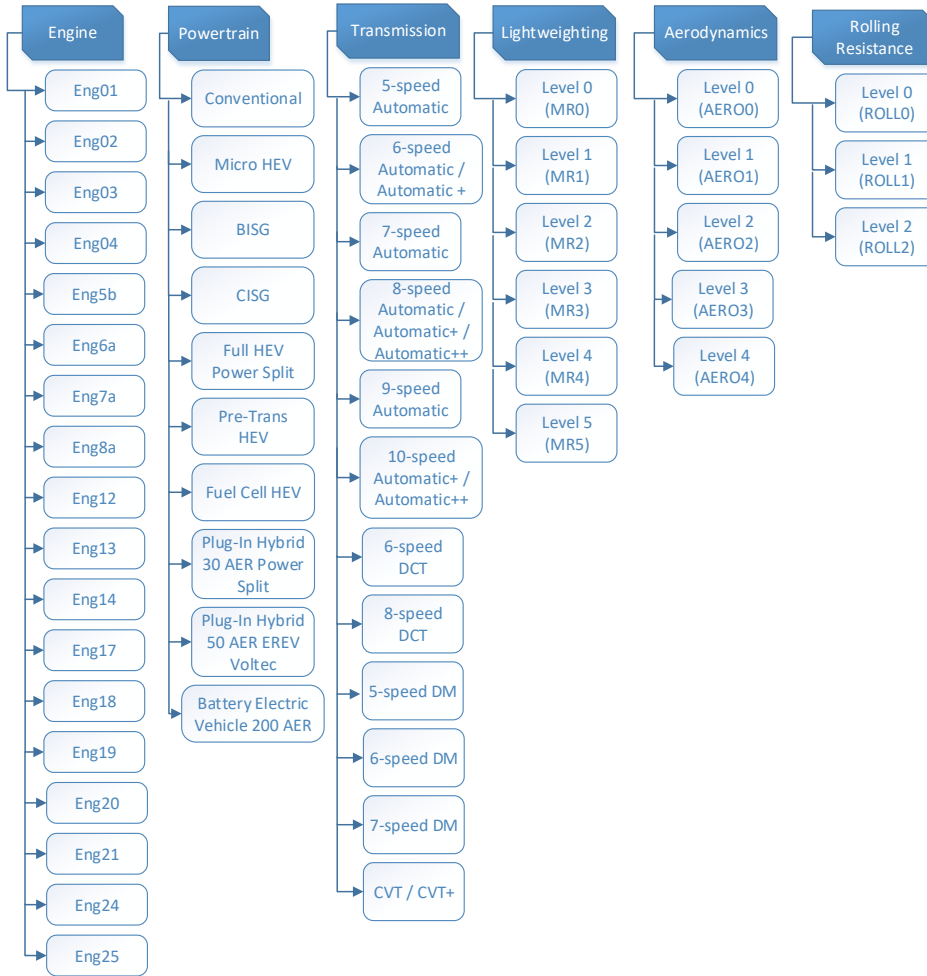 Engine
Eng01
Eng02
Eng03
Eng04
Eng5b
Eng6a
Eng7a
Eng8a
Eng12
Eng13
Eng14
Eng17
Eng18
Eng19
Eng20
Eng21
Eng24
Eng25
Powertrain
Conventional
Micro HEV
BISG
CISG
Full HEV
Power Split
Pre-Trans
HEV
Fuel Cell HEV
Plug-In Hybrid
30 AER Power
Split
Plug-In Hybrid
50 AER EREV
Voltec
Battery Electric
Vehicle 200 AER
Transmission
5-speed
Automatic
6-speed
Automatic /
Automatic +
7-speed
Automatic
8-speed
Automatic /
Automatic+ /
Automatic++
9-speed
Automatic
10-speed
Automatic+ /
Automatic++
6-speed
DCT
8-speed
DCT
5-speed DM
6-speed DM
7-speed DM
CVT / CVT+
Lightweighting
Level 0
(MR0)
Level 1
(MR1)
Level 2
(MR2)
Level 3
(MR3)
Level 4
(MR4)
Level 5
(MR5)
Aerodynamics
Level 0
(AERO0)
Level 1
(AERO1)
Level 2
(AERO2)
Level 3
(AERO3)
Level 4
(AERO4)
Rolling
Resistance
Level 0
(ROLL0)
Level 1
(ROLL1)
Level 2
(ROLL2)